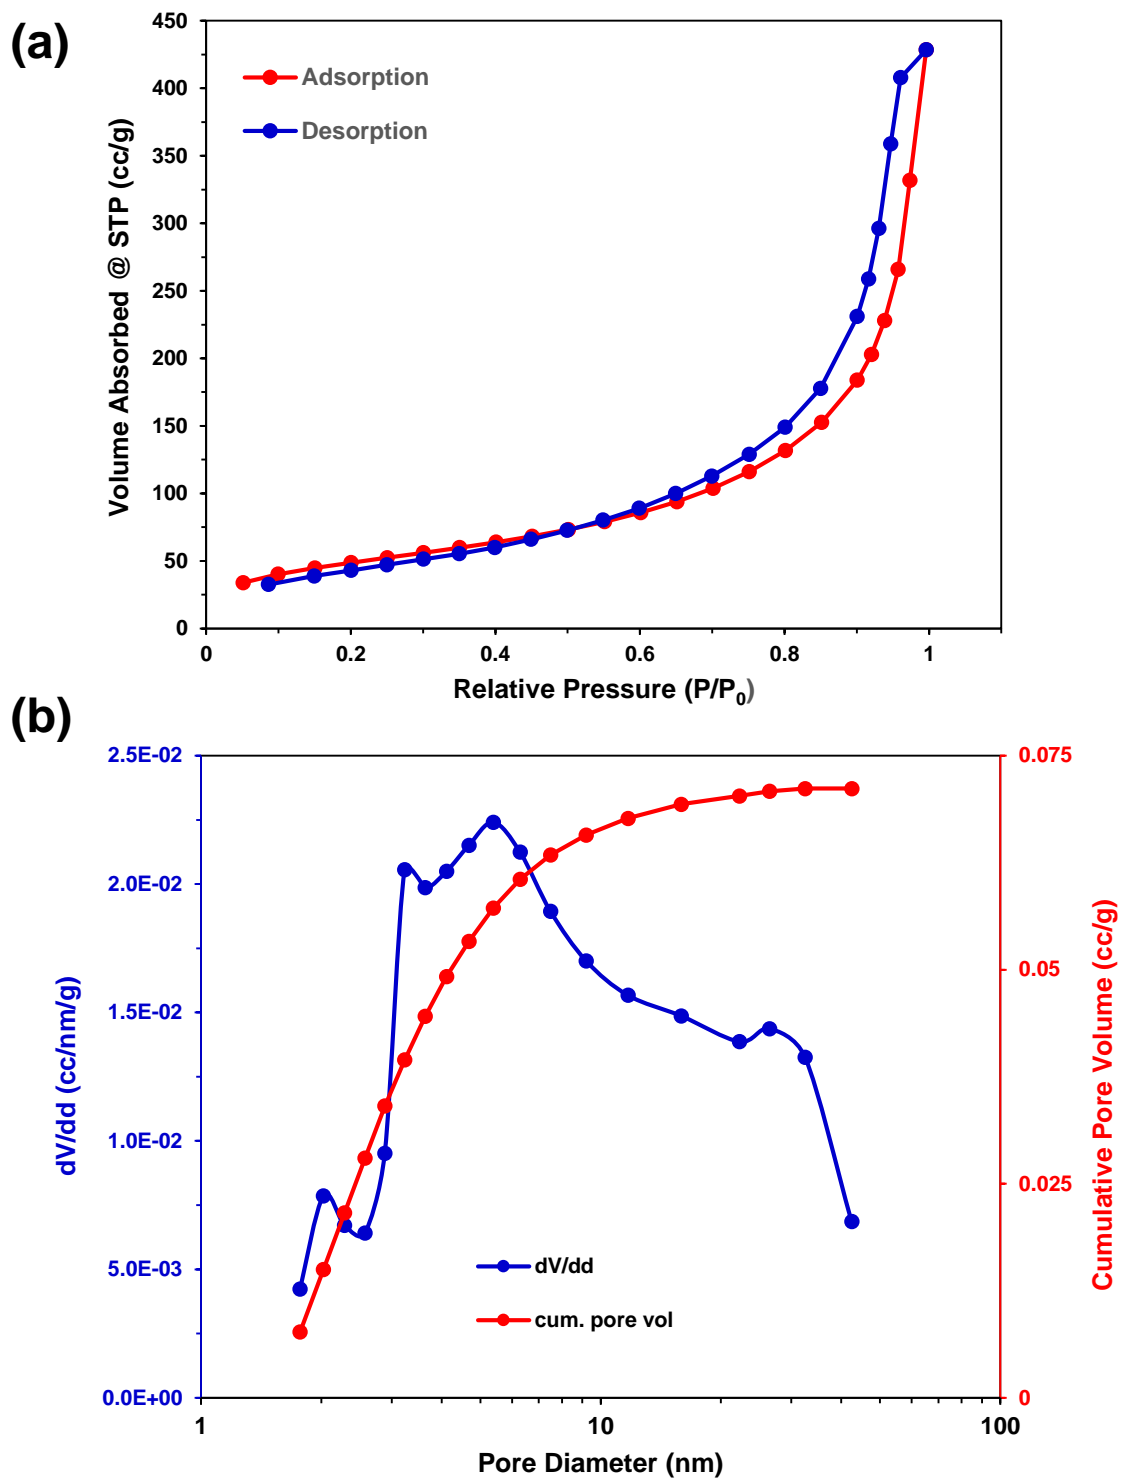 (a)
Volume Absorbed @ STP (cc/g)
450
400
350
300
250
200
150
100
50
0
Adsorption
Desorption
0 0.2 0.4 0.6 0.8 1
Relative Pressure (P/P₀)
(b)
dV/dd (cc/nm/g)
2.5E-02
2.0E-02
1.5E-02
1.0E-02
5.0E-03
0.0E+00
dV/dd
cum. pore vol
0.075
0.05
0.025
0
Cumulative Pore Volume (cc/g)
1 10 100
Pore Diameter (nm)